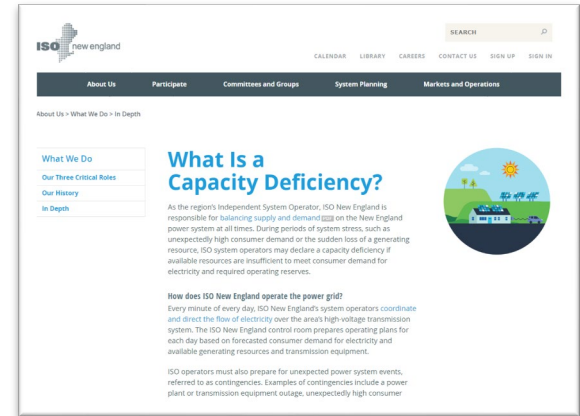 SEARCH
ISO new england
CALENDAR LIBRARY CAREERS CONTACT US SIGN UP SIGN IN
About Us Participate Committees and Groups System Planning Markets and Operations
About Us > What We Do > In Depth
What We Do
Our Three Critical Roles
Our History
In Depth
What Is a
Capacity Deficiency?
As the region's Independent System Operator, ISO New England is
responsible for balancing supply and demand PDF on the New England
power system at all times. During periods of system stress, such as
unexpectedly high consumer demand or the sudden loss of a generating
resource, ISO system operators may declare a capacity deficiency if
available resources are insufficient to meet consumer demand for
electricity and required operating reserves.
How does ISO New England operate the power grid?
Every minute of every day, ISO New England's system operators coordinate
and direct the flow of electricity over the area's high-voltage transmission
system. The ISO New England control room prepares operating plans for
each day based on forecasted consumer demand for electricity and
available generating resources and transmission equipment.
ISO operators must also prepare for unexpected power system events,
referred to as contingencies. Examples of contingencies include a power
plant or transmission equipment outage, unexpectedly high consumer